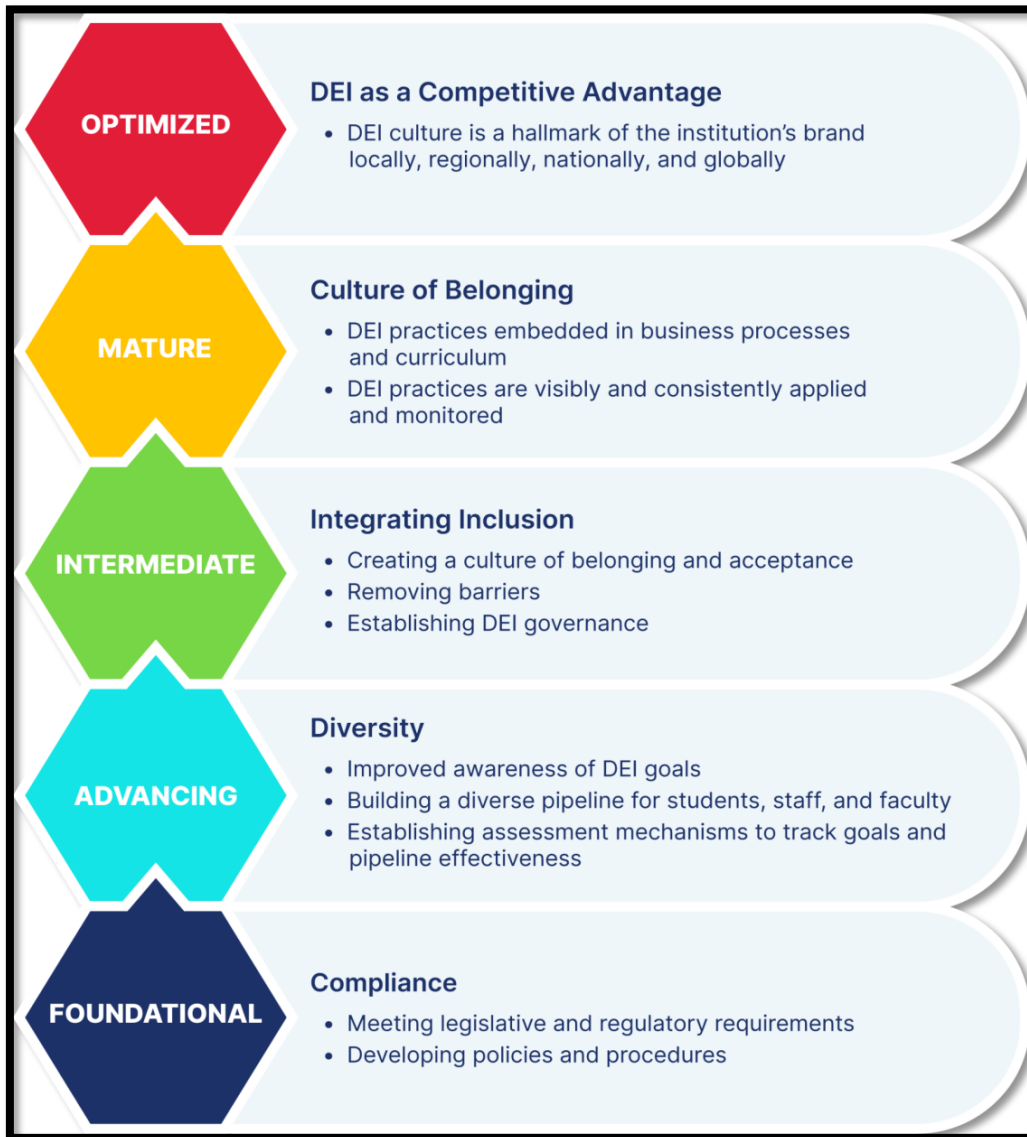 OPTIMIZED
DEI as a Competitive Advantage
• DEI culture is a hallmark of the institution’s brand
locally, regionally, nationally, and globally
MATURE
Culture of Belonging
• DEI practices embedded in business processes
and curriculum
• DEI practices are visibly and consistently applied
and monitored
INTERMEDIATE
Integrating Inclusion
• Creating a culture of belonging and acceptance
• Removing barriers
• Establishing DEI governance
ADVANCING
Diversity
• Improved awareness of DEI goals
• Building a diverse pipeline for students, staff, and faculty
• Establishing assessment mechanisms to track goals and
pipeline effectiveness
FOUNDATIONAL
Compliance
• Meeting legislative and regulatory requirements
• Developing policies and procedures